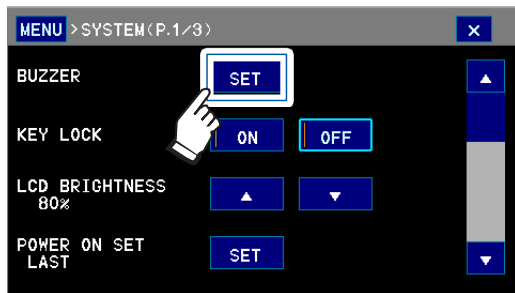 MENU >SYSTEM(P.1/3) ×
BUZZER SET ▲
KEY LOCK ON OFF
LCD BRIGHTNESS
80% ▲ ▼
POWER ON SET
LAST SET ▼